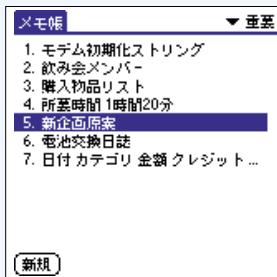 メモ帳 ▼ 重要
1. モデム初期化ストリング
2. 飲み会メンバー
3. 購入物品リスト
4. 所要時間 1時間20分
5. 新企画原案
6. 電池交換日誌
7. 日付 カテゴリ 金額 クレジット ...
新規